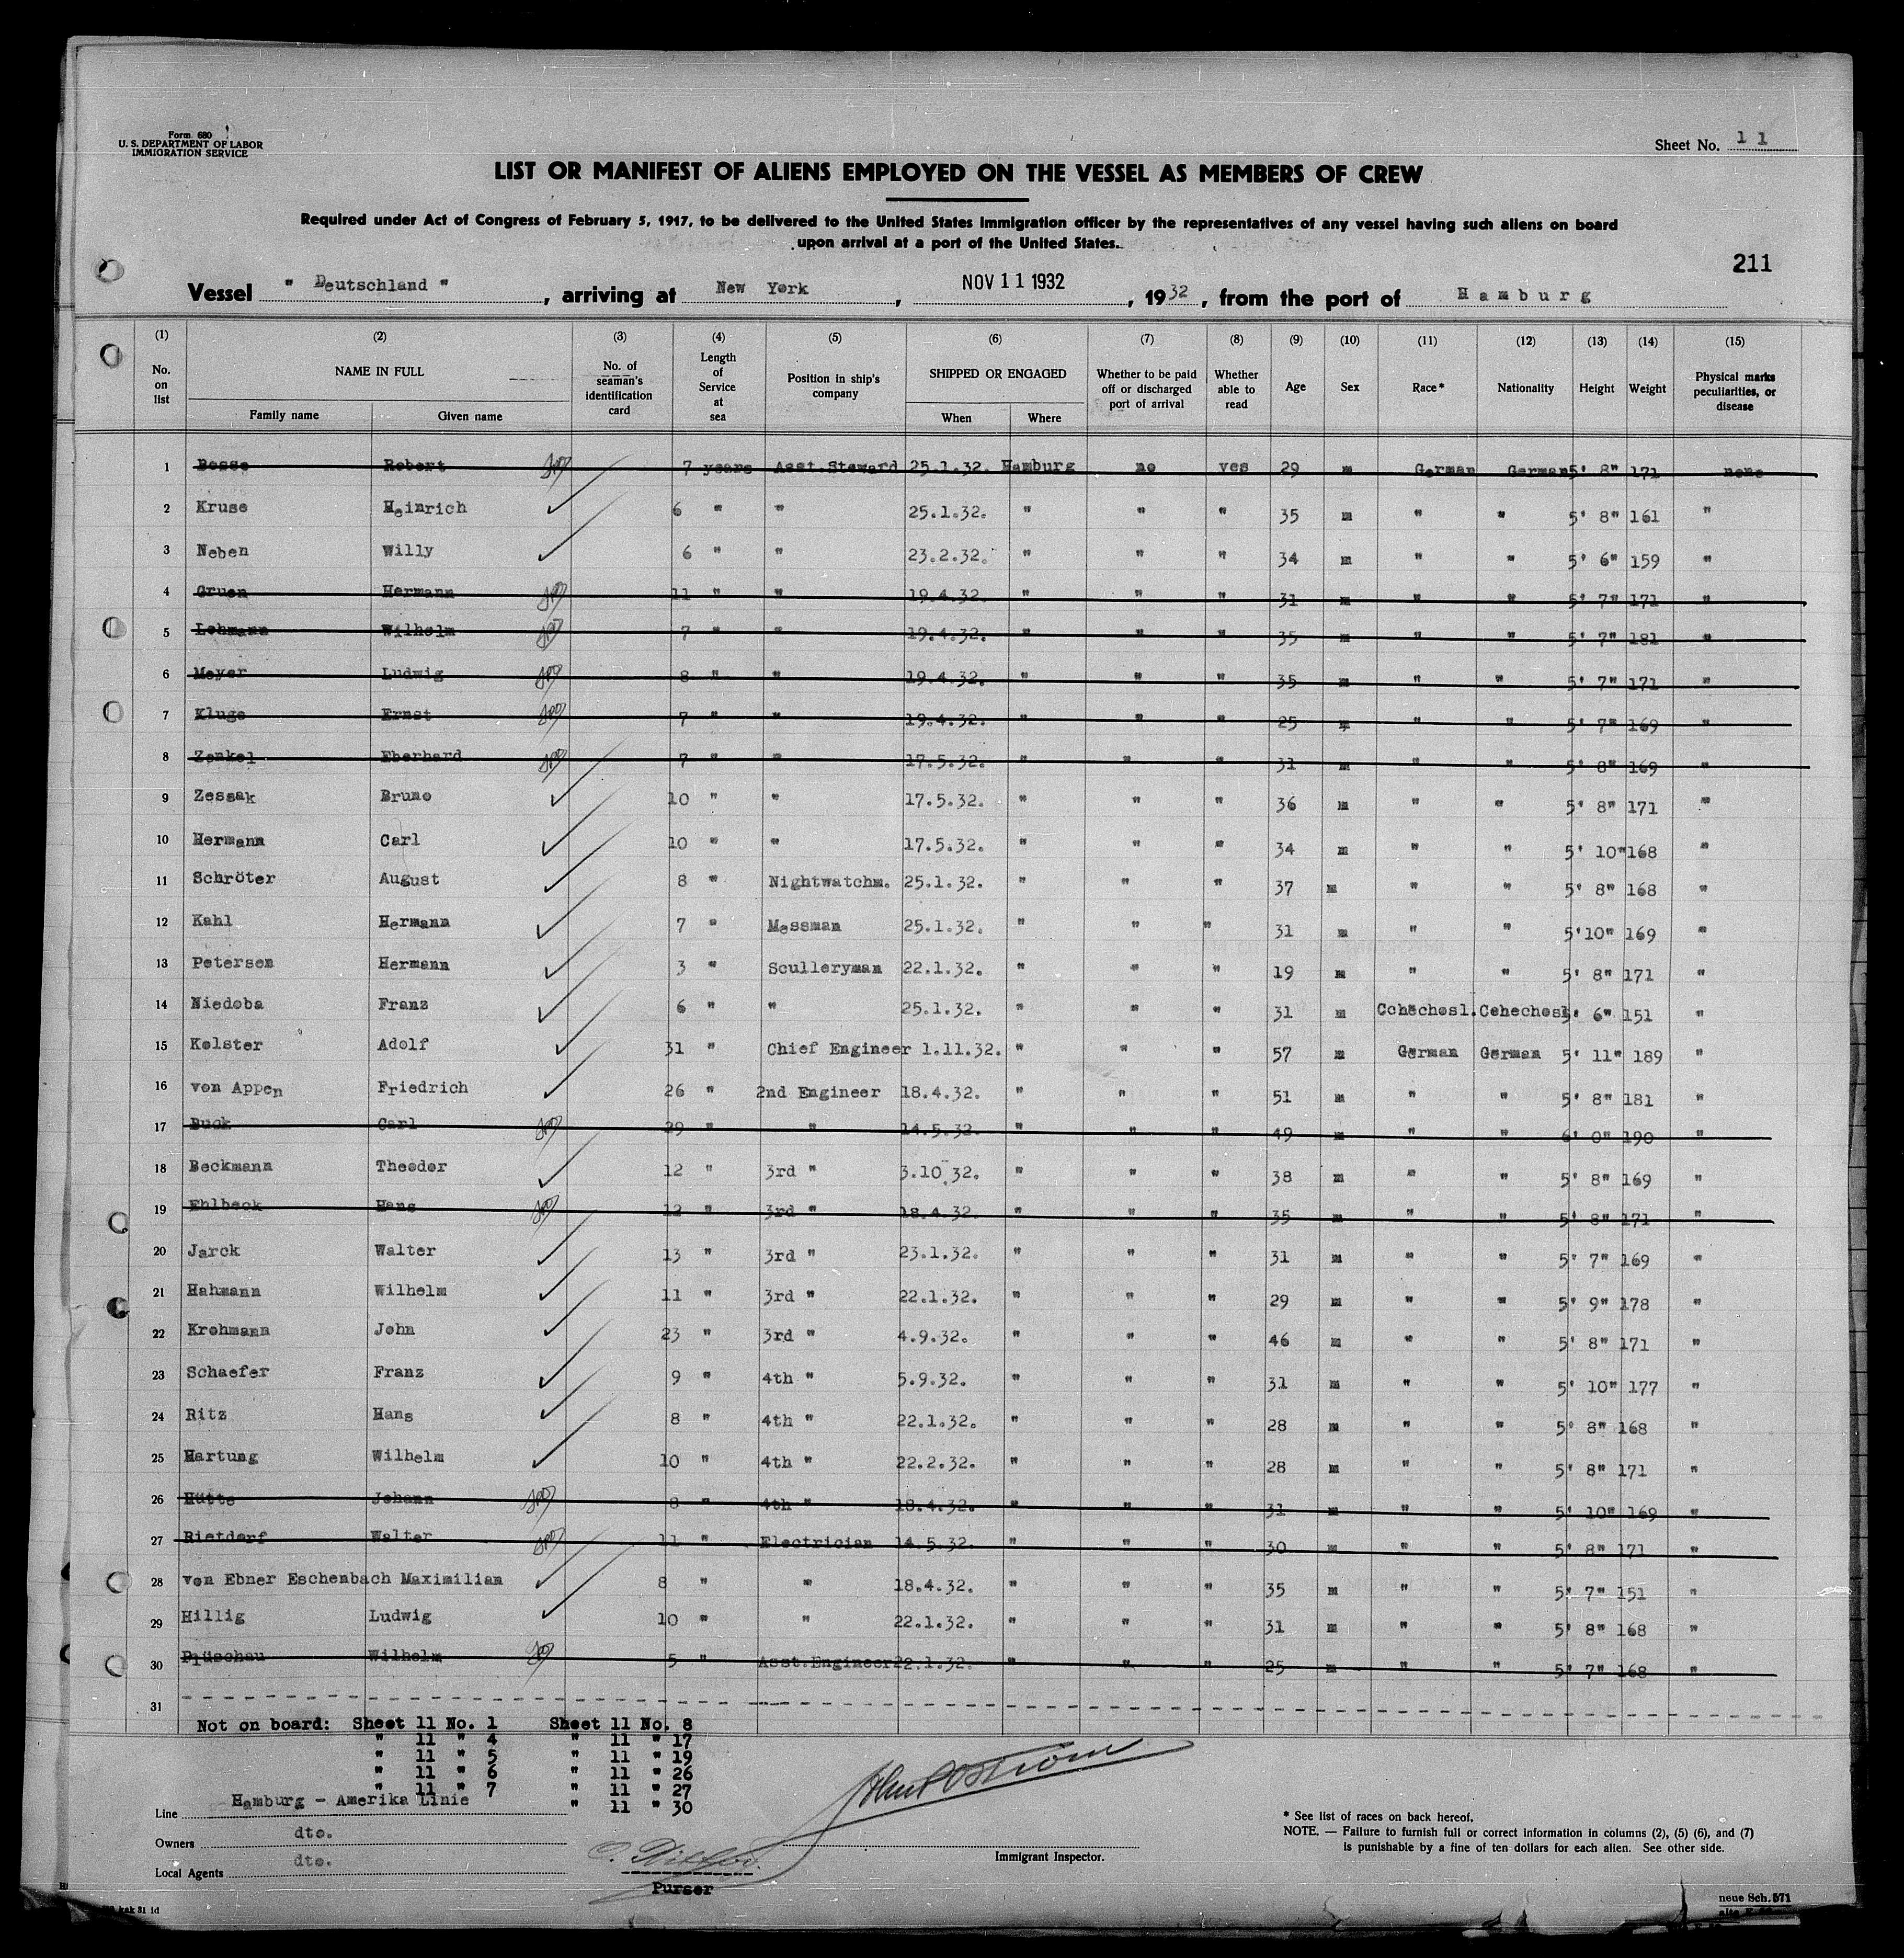 Form 680
U. S. DEPARTMENT OF LABOR
IMMIGRATION SERVICE
Sheet No. 11
LIST OR MANIFEST OF ALIENS EMPLOYED ON THE VESSEL AS MEMBERS OF CREW
Required under Act of Congress of February 5, 1917, to be delivered to the United States immigration officer by the representatives of any vessel having such aliens on board
upon arrival at a port of the United States.
211
Vessel " Deutschland ", arriving at New York, NOV 11 1932, 1932, from the port of Hamburg
(1) (2) (3) (4) (5) (6) (7) (8) (9) (10) (11) (12) (13) (14) (15)
No. on list NAME IN FULL Family name Given name No. of seaman's identification card Length of Service at sea Position in ship's company SHIPPED OR ENGAGED When Where Whether to be paid off or discharged port of arrival Whether able to read Age Sex Race* Nationality Height Weight Physical marks peculiarities, or disease
1 Bosse Robert 7 years Asst.Steward 25.1.32. Hamburg no yes 29 m German German 5' 8" 171 none
2 Kruse Heinrich 6 " " 25.1.32. " " " 35 m " " 5' 8" 161 "
3 Neben Willy 6 " " 23.2.32. " " " 34 m " " 5' 6" 159 "
4 Gruen Hermann 11 " " 19.4.32. " " " 31 m " " 5' 7" 171 "
5 Lehmann Wilhelm 7 " " 19.4.32. " " " 35 m " " 5' 7" 181 "
6 Meyer Ludwig 8 " " 19.4.32. " " " 35 m " " 5' 7" 171 "
7 Kluge Ernst 7 " " 19.4.32. " " " 25 m " " 5' 7" 169 "
8 Zenkel Eberhard 7 " " 17.5.32. " " " 31 m " " 5' 8" 169 "
9 Zessak Bruno 10 " " 17.5.32. " " " 36 m " " 5' 8" 171 "
10 Hermann Carl 10 " " 17.5.32. " " " 34 m " " 5' 10" 168 "
11 Schröter August 8 " Nightwatchm. 25.1.32. " " " 37 m " " 5' 8" 168 "
12 Kahl Hermann 7 " Messman 25.1.32. " " " 31 m " " 5'10" 169 "
13 Petersen Hermann 3 " Sculleryman 22.1.32. " " " 19 m " " 5' 8" 171 "
14 Niedoba Franz 6 " " 25.1.32. " " " 31 m Cchechosl. Cchechosl. 5' 6" 151 "
15 Kolster Adolf 31 " Chief Engineer 1.11.32. " " " 57 m German German 5' 11" 189 "
16 von Appen Friedrich 26 " 2nd Engineer 18.4.32. " " " 51 m " " 5' 8" 181 "
17 Buck Carl 29 " " 14.5.32. " " " 49 m " " 6' 0" 190 "
18 Beckmann Theodor 12 " 3rd " 3.10.32. " " " 38 m " " 5' 8" 169 "
19 Ehlbeck Hans 12 " 3rd " 18.4.32. " " " 35 m " " 5' 8" 171 "
20 Jarck Walter 13 " 3rd " 23.1.32. " " " 31 m " " 5' 7" 169 "
21 Hahmann Wilhelm 11 " 3rd " 22.1.32. " " " 29 m " " 5' 9" 178 "
22 Krohmann John 23 " 3rd " 4.9.32. " " " 46 m " " 5' 8" 171 "
23 Schaefer Franz 9 " 4th " 5.9.32. " " " 31 m " " 5' 10" 177 "
24 Ritz Hans 8 " 4th " 22.1.32. " " " 28 m " " 5' 8" 168 "
25 Hartung Wilhelm 10 " 4th " 22.2.32. " " " 28 m " " 5' 8" 171 "
26 Hütte Johann 8 " 4th " 18.4.32. " " " 31 m " " 5' 10" 169 "
27 Rietdorf Walter 11 " Electrician 14.5.32. " " " 30 m " " 5' 8" 171 "
28 von Ebner Eschenbach Maximilian 8 " " 18.4.32. " " " 35 m " " 5' 7" 151 "
29 Hillig Ludwig 10 " " 22.1.32. " " " 31 m " " 5' 8" 168 "
30 Plüschau Wilhelm 5 " Asst.Engineer 22.1.32. " " " 25 m " " 5' 7" 168 "
31
Not on board: Sheet 11 No. 1 Sheet 11 No. 8
" 11 " 4 " 11 " 17
" 11 " 5 " 11 " 19
" 11 " 6 " 11 " 26
" 11 " 7 " 11 " 27
" 11 " 30
Line Hamburg - Amerika Linie
Owners dto.
Local Agents dto.
Purser
Immigrant Inspector.
* See list of races on back hereof.
NOTE. — Failure to furnish full or correct information in columns (2), (5) (6), and (7)
is punishable by a fine of ten dollars for each alien. See other side.
neue Sch. 571